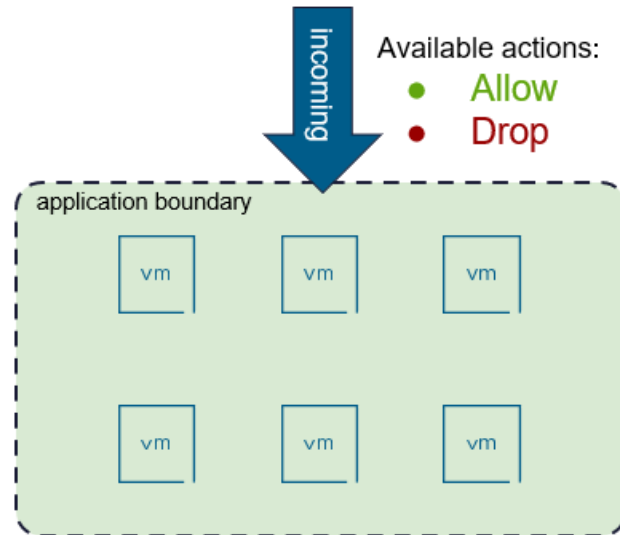 incoming
Available actions:
● Allow
● Drop
application boundary
vm vm vm
vm vm vm